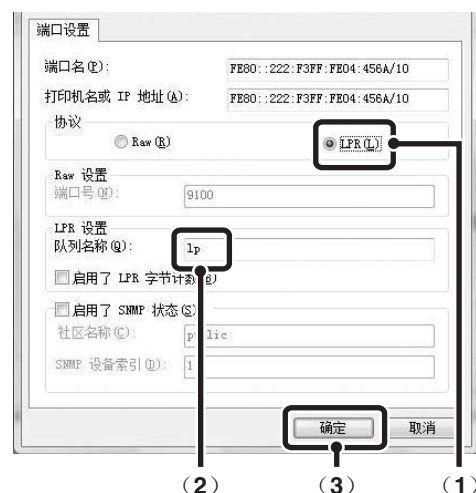 端口设置
端口名(P): FE80::222:F3FF:FE04:456A/10
打印机名或 IP 地址(A): FE80::222:F3FF:FE04:456A/10
协议
Raw(R) LPR(L)
Raw 设置
端口号(N): 9100
LPR 设置
队列名称(Q): lp
启用了 LPR 字节计数(B)
启用了 SNMP 状态(S)
社区名称(C): public
SNMP 设备索引(D): 1
确定 取消
(2) (3) (1)